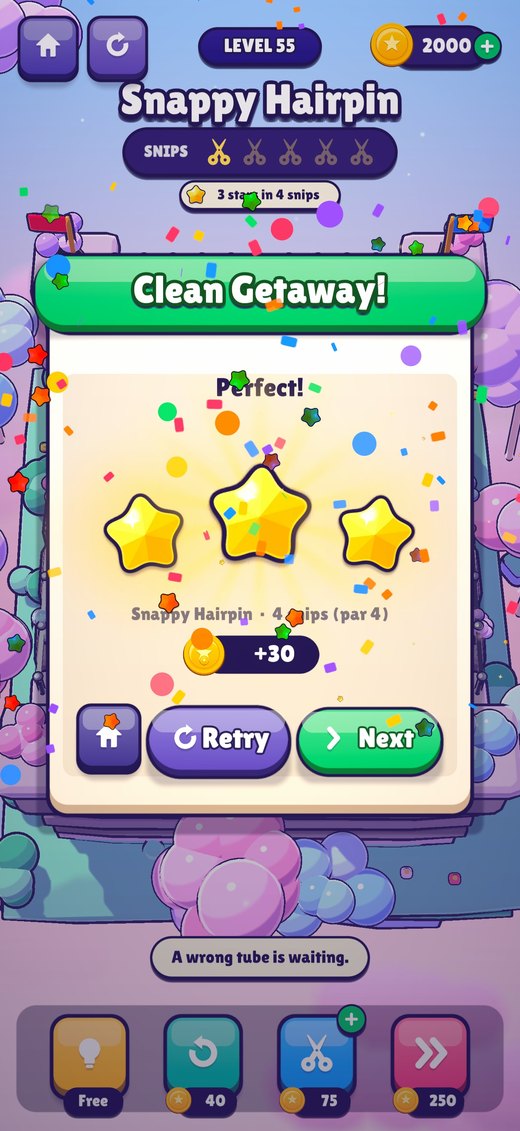 LEVEL 55
2000
Snappy Hairpin
SNIPS
3 stars in 4 snips
Clean Getaway!
Perfect!
Snappy Hairpin · 4 snips (par 4)
+30
Retry
Next
A wrong tube is waiting.
Free
40
75
250